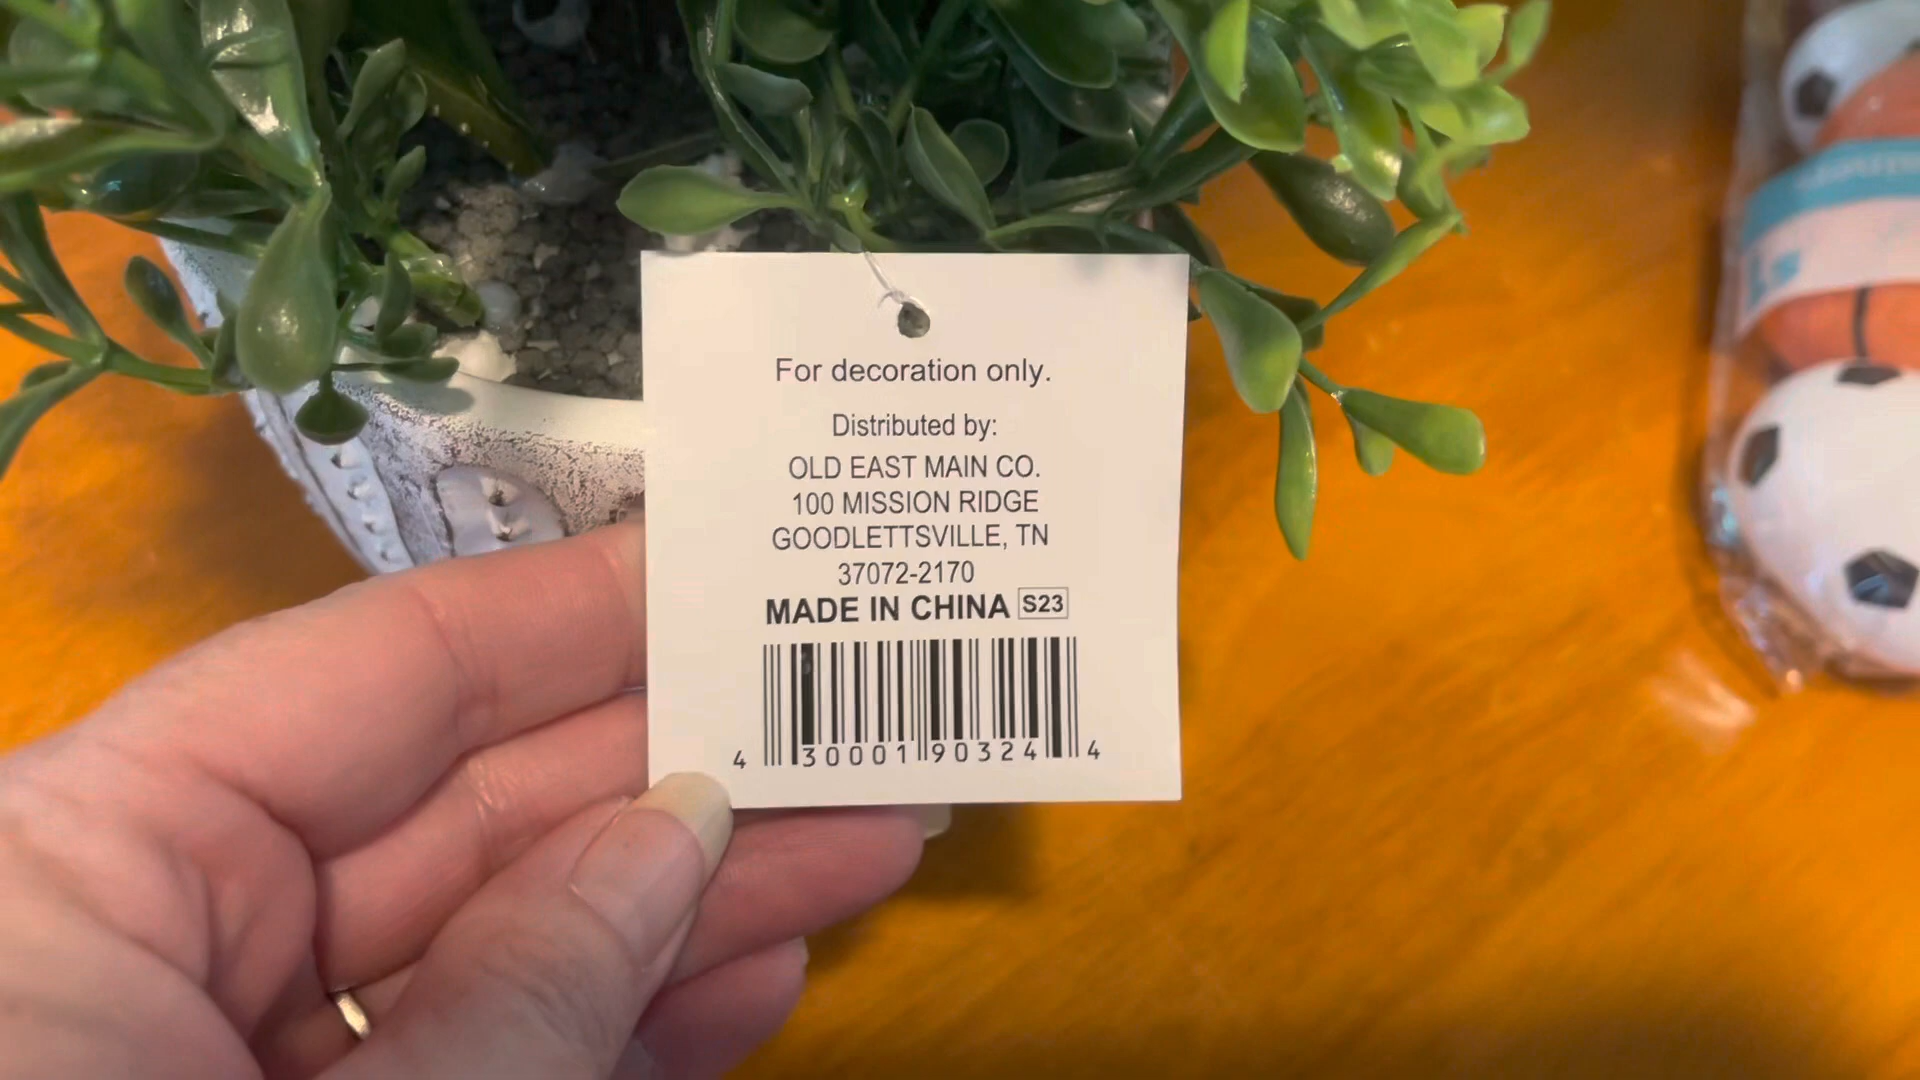 For decoration only.
Distributed by:
OLD EAST MAIN CO.
100 MISSION RIDGE
GOODLETTSVILLE, TN
37072-2170
MADE IN CHINA S23
4 30001 90324 4